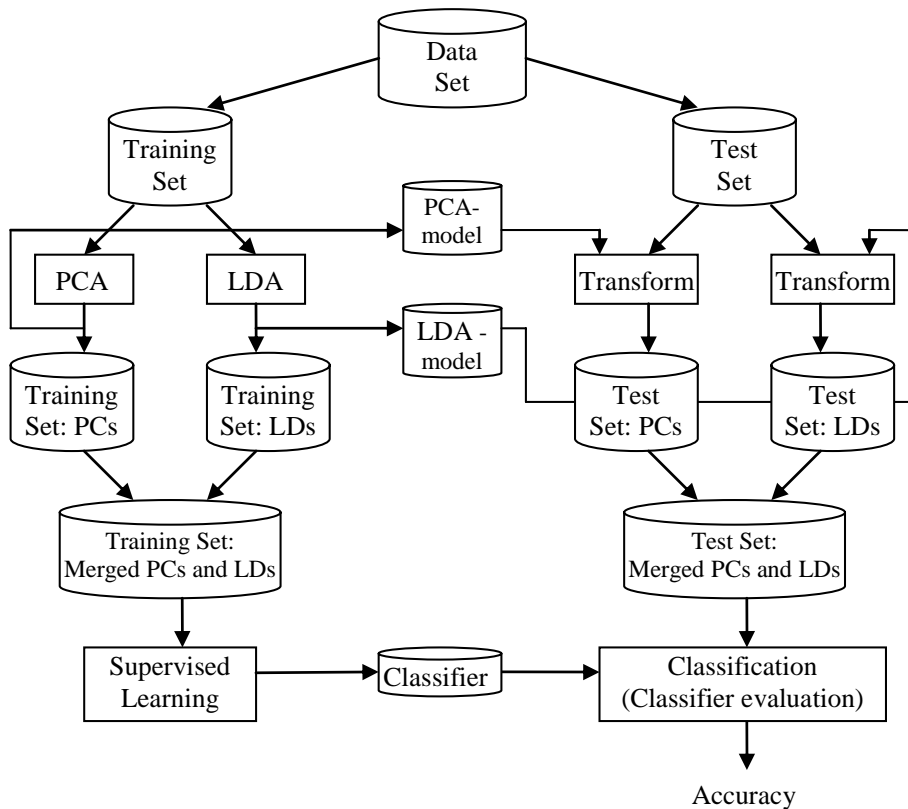 Data
Set
Training
Set
Test
Set
PCA-
model
PCA
LDA
Transform
Transform
LDA -
model
Training
Set: PCs
Training
Set: LDs
Test
Set: PCs
Test
Set: LDs
Training Set:
Merged PCs and LDs
Test Set:
Merged PCs and LDs
Supervised
Learning
Classifier
Classification
(Classifier evaluation)
Accuracy